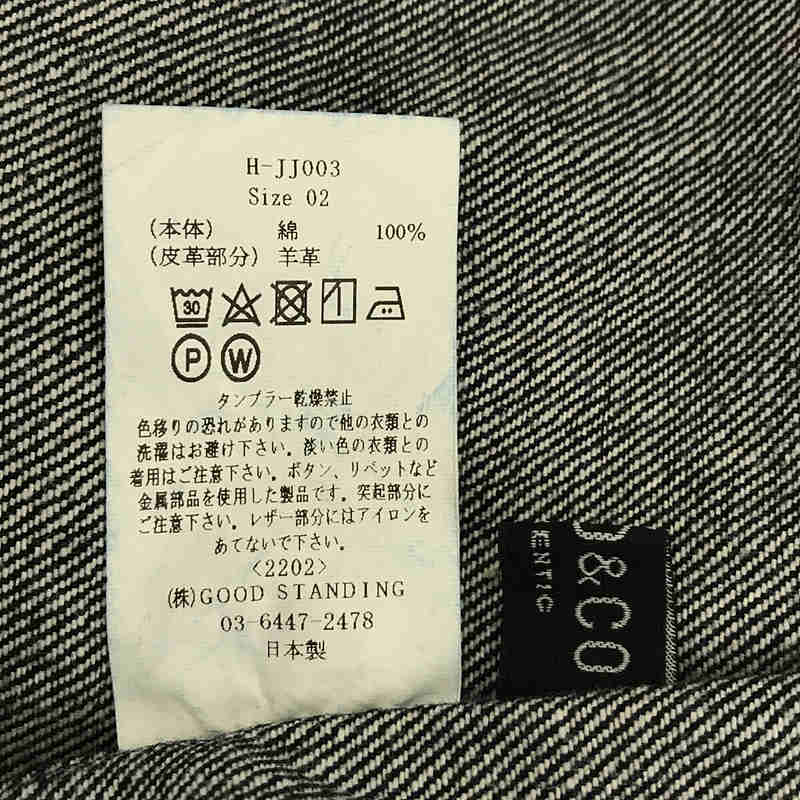 H-JJ003
Size 02
(本体) 綿 100%
(皮革部分) 羊革
30
P W
タンブラー乾燥禁止
色移りの恐れがありますので他の衣類との
洗濯はお避け下さい。淡い色の衣類との
着用はご注意下さい。ボタン、リベットなど
金属部品を使用した製品です。突起部分に
ご注意下さい。レザー部分にはアイロンを
あてないで下さい。
<2202>
(株)GOOD STANDING
03-6447-2478
日本製
&CO
ENTIC